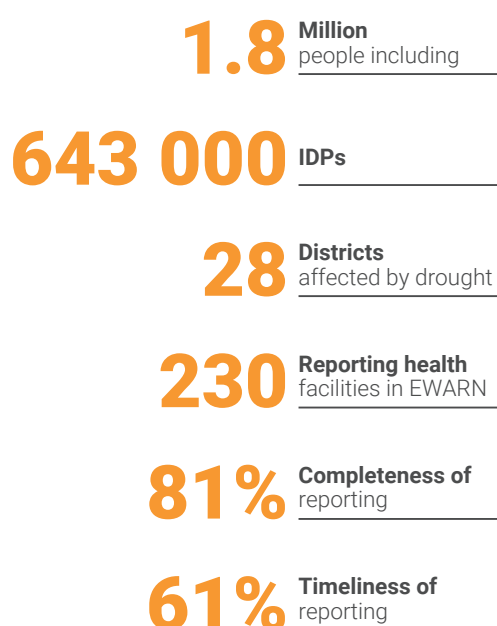 1.8 Million
people including
643 000 IDPs
28 Districts
affected by drought
230 Reporting health
facilities in EWARN
81% Completeness of
reporting
61% Timeliness of
reporting